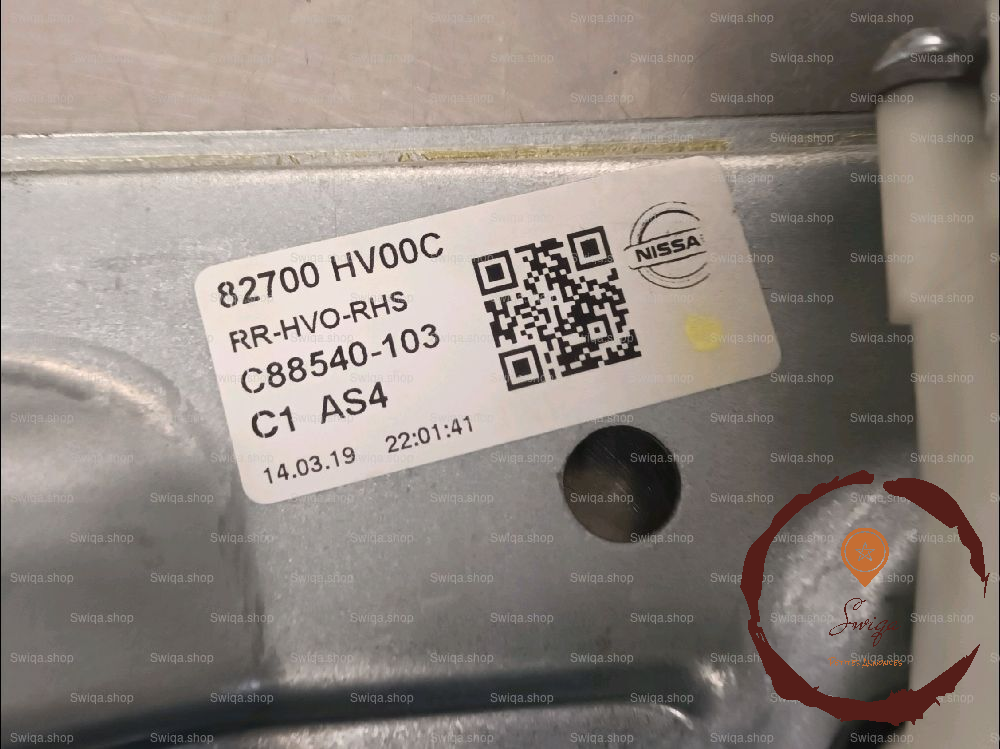 82700 HV00C
RR-HVO-RHS
C88540-103
C1 AS4
14.03.19 22:01:41
NISSA
Swiqa.shop
Swiqa